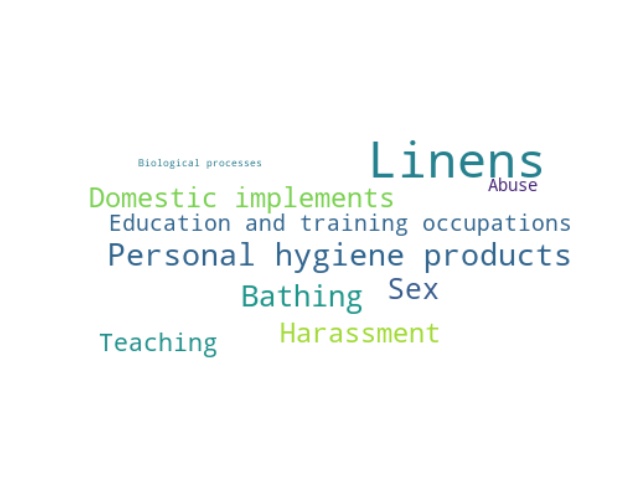 Linens
Biological processes
Abuse
Domestic implements
Education and training occupations
Personal hygiene products
Sex
Bathing
Harassment
Teaching